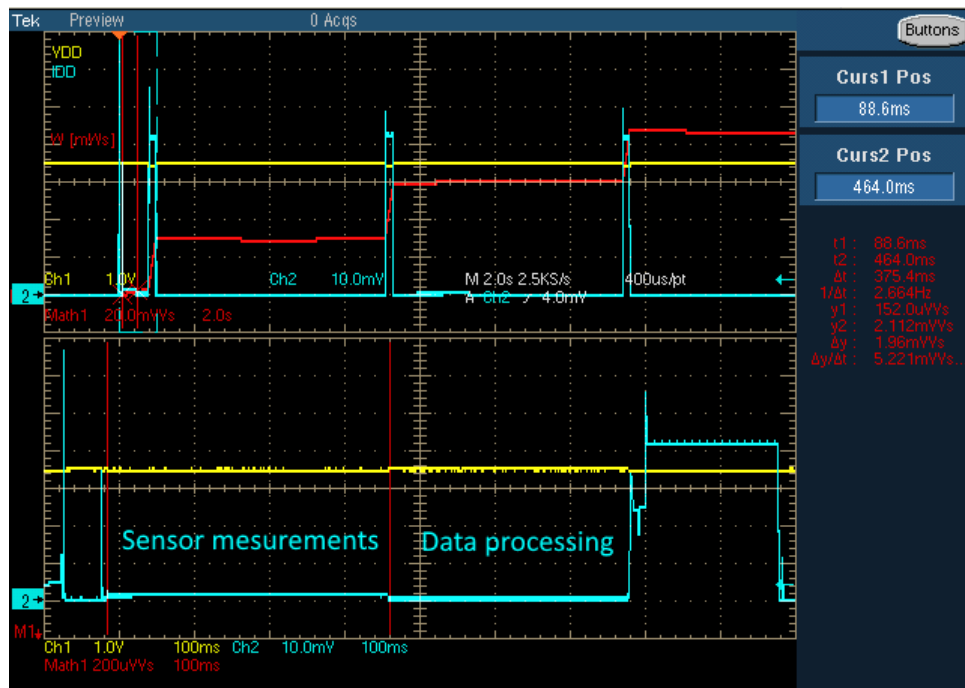 Tek Preview 0 Acqs
Buttons
VDD
IDD
W [mWs]
Curs1 Pos
88.6ms
Curs2 Pos
464.0ms
t1 : 88.6ms
t2 : 464.0ms
Δt : 375.4ms
1/Δt : 2.664Hz
y1 : 152.0uVVs
y2 : 2.112mVVs
Δy : 1.96mVVs
Δy/Δt : 5.221mVVs..
Ch1 1.0V Ch2 10.0mV M 2.0s 2.5KS/s 400us/pt
2
A Ch2 4.0mV
Math1 20.0mVVs 2.0s
Sensor mesurements Data processing
2
M1
Ch1 1.0V 100ms Ch2 10.0mV 100ms
Math1 200uVVs 100ms